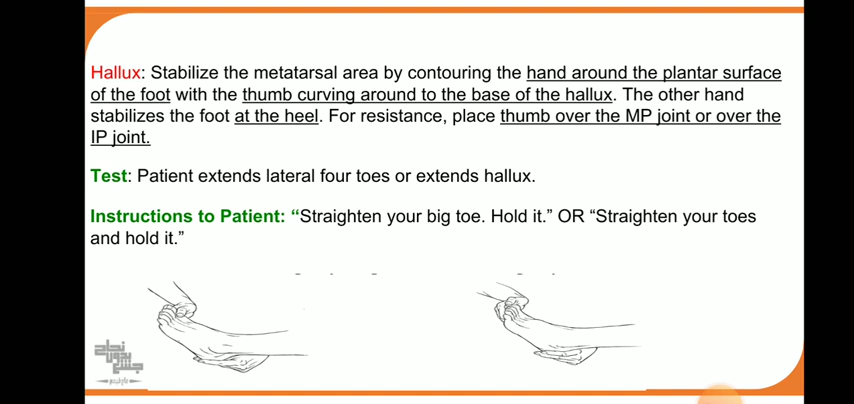 Hallux: Stabilize the metatarsal area by contouring the hand around the plantar surface
of the foot with the thumb curving around to the base of the hallux. The other hand
stabilizes the foot at the heel. For resistance, place thumb over the MP joint or over the
IP joint.
Test: Patient extends lateral four toes or extends hallux.
Instructions to Patient: “Straighten your big toe. Hold it.” OR “Straighten your toes
and hold it.”
نجاح
بدون